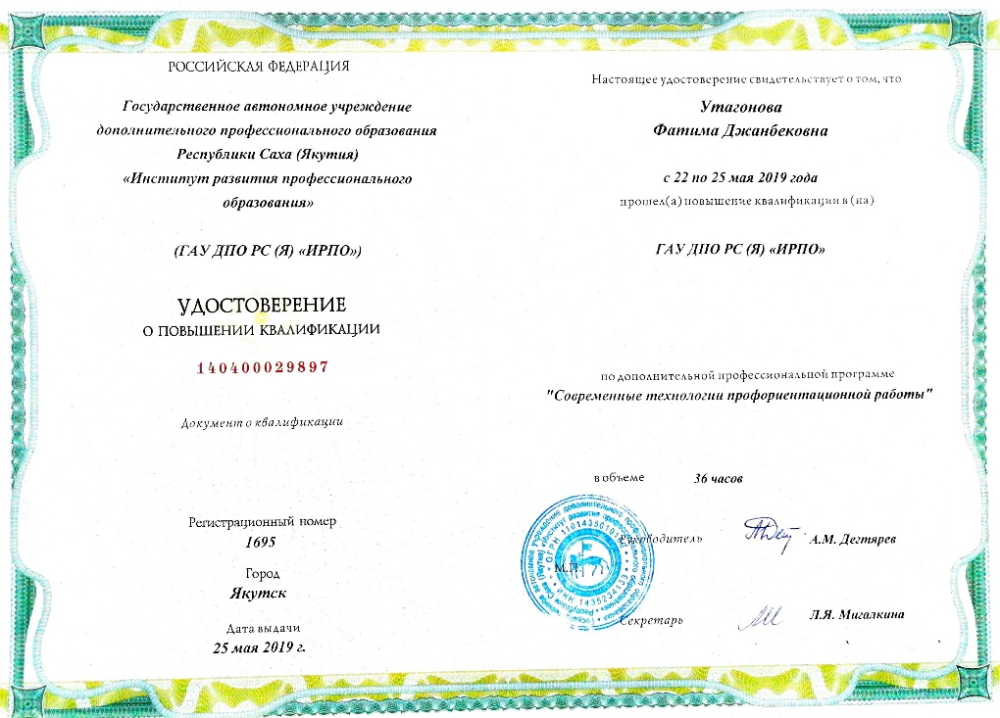 РОССИЙСКАЯ ФЕДЕРАЦИЯ
Государственное автономное учреждение
дополнительного профессионального образования
Республики Саха (Якутия)
«Институт развития профессионального
образования»
(ГАУ ДПО РС (Я) «ИРПО»)
УДОСТОВЕРЕНИЕ
О ПОВЫШЕНИИ КВАЛИФИКАЦИИ
140400029897
Документ о квалификации
Регистрационный номер
1695
Город
Якутск
Дата выдачи
25 мая 2019 г.
Настоящее удостоверение свидетельствует о том, что
Утагонова
Фатима Джанбековна
с 22 по 25 мая 2019 года
прошел(а) повышение квалификации в (на)
ГАУ ДПО РС (Я) «ИРПО»
по дополнительной профессиональной программе
"Современные технологии профориентационной работы"
в объеме 36 часов
Руководитель А.М. Дегтярев
М.П.
Секретарь Л.Я. Мигалкина